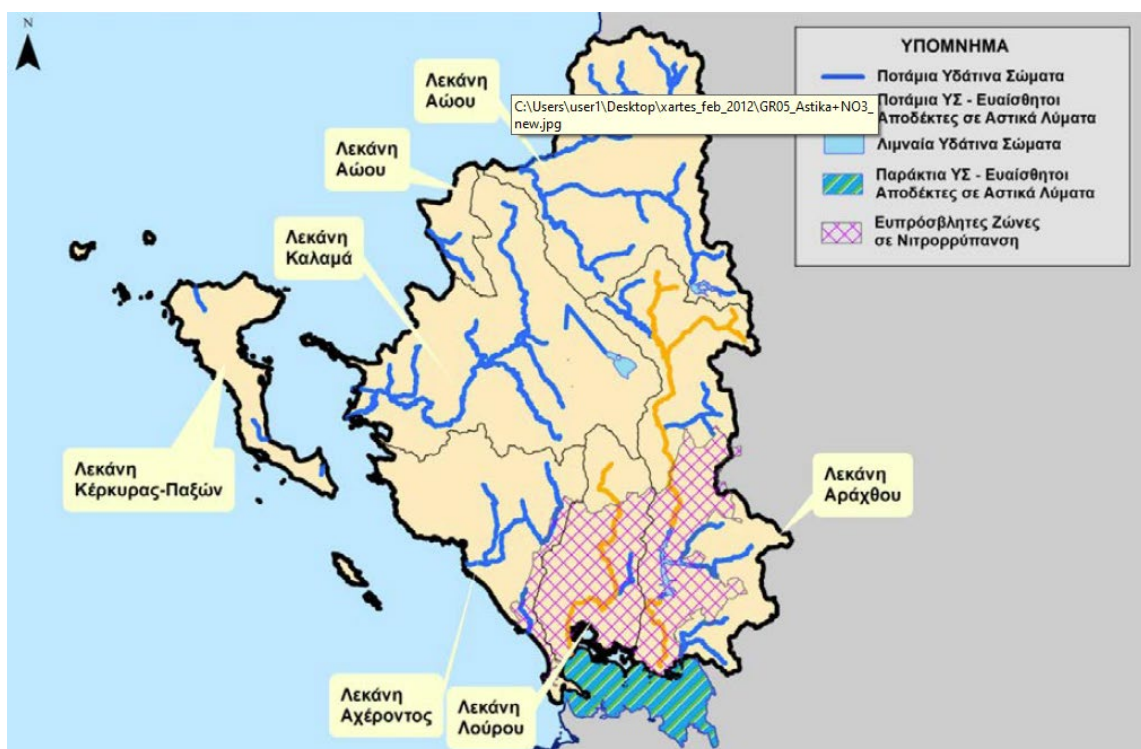 N
ΥΠΟΜΝΗΜΑ
Ποτάμια Υδάτινα Σώματα
Ποτάμια ΥΣ - Ευαίσθητοι
Αποδέκτες σε Αστικά Λύματα
Λιμναία Υδάτινα Σώματα
Παράκτια ΥΣ - Ευαίσθητοι
Αποδέκτες σε Αστικά Λύματα
Ευπρόσβλητες Ζώνες
σε Νιτρορρύπανση
Λεκάνη
Αώου
C:\Users\user1\Desktop\xartes_feb_2012\GR05_Astika+NO3_
new.jpg
Λεκάνη
Αώου
Λεκάνη
Καλαμά
Λεκάνη
Κέρκυρας-Παξών
Λεκάνη
Αράχθου
Λεκάνη
Αχέροντος
Λεκάνη
Λούρου